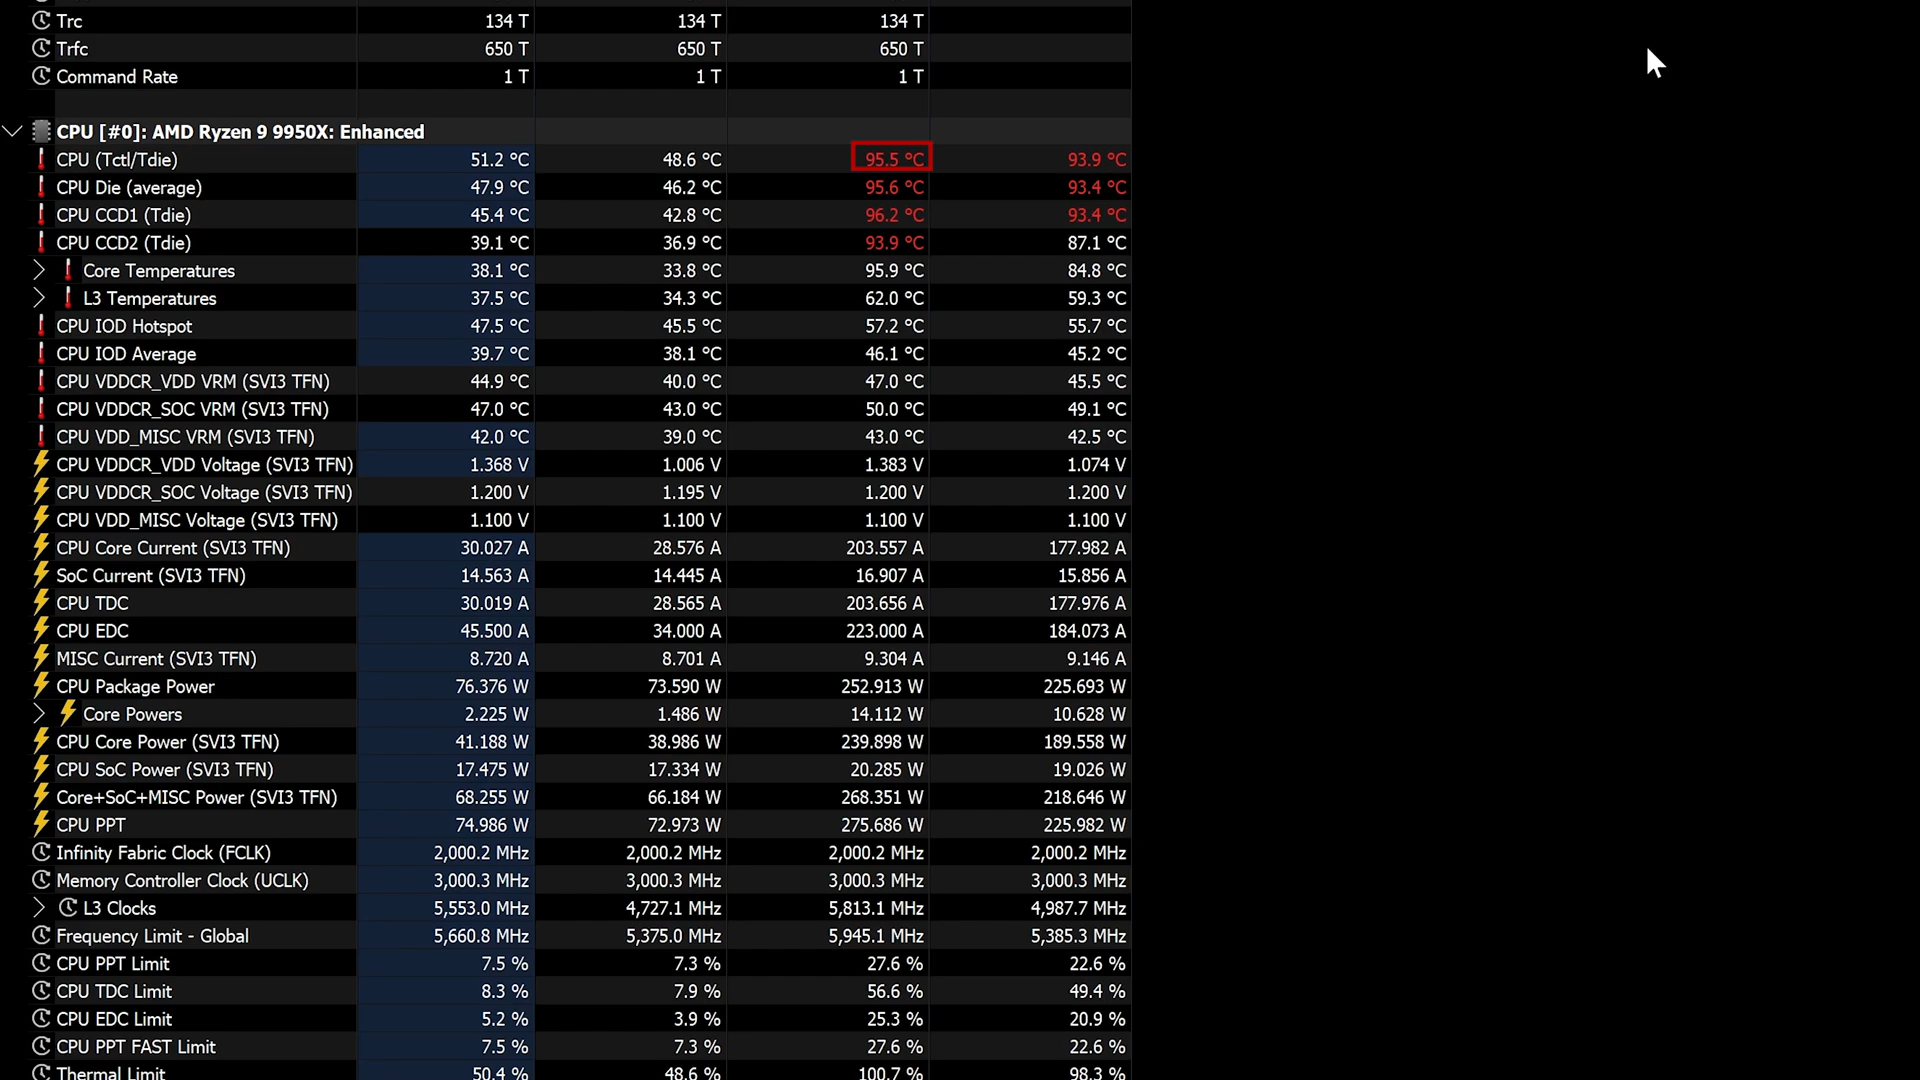 Trc 134 T 134 T 134 T
Trfc 650 T 650 T 650 T
Command Rate 1 T 1 T 1 T
CPU [#0]: AMD Ryzen 9 9950X: Enhanced
CPU (Tctl/Tdie) 51.2 °C 48.6 °C 95.5 °C 93.9 °C
CPU Die (average) 47.9 °C 46.2 °C 95.6 °C 93.4 °C
CPU CCD1 (Tdie) 45.4 °C 42.8 °C 96.2 °C 93.4 °C
CPU CCD2 (Tdie) 39.1 °C 36.9 °C 93.9 °C 87.1 °C
Core Temperatures 38.1 °C 33.8 °C 95.9 °C 84.8 °C
L3 Temperatures 37.5 °C 34.3 °C 62.0 °C 59.3 °C
CPU IOD Hotspot 47.5 °C 45.5 °C 57.2 °C 55.7 °C
CPU IOD Average 39.7 °C 38.1 °C 46.1 °C 45.2 °C
CPU VDDCR_VDD VRM (SVI3 TFN) 44.9 °C 40.0 °C 47.0 °C 45.5 °C
CPU VDDCR_SOC VRM (SVI3 TFN) 47.0 °C 43.0 °C 50.0 °C 49.1 °C
CPU VDD_MISC VRM (SVI3 TFN) 42.0 °C 39.0 °C 43.0 °C 42.5 °C
CPU VDDCR_VDD Voltage (SVI3 TFN) 1.368 V 1.006 V 1.383 V 1.074 V
CPU VDDCR_SOC Voltage (SVI3 TFN) 1.200 V 1.195 V 1.200 V 1.200 V
CPU VDD_MISC Voltage (SVI3 TFN) 1.100 V 1.100 V 1.100 V 1.100 V
CPU Core Current (SVI3 TFN) 30.027 A 28.576 A 203.557 A 177.982 A
SoC Current (SVI3 TFN) 14.563 A 14.445 A 16.907 A 15.856 A
CPU TDC 30.019 A 28.565 A 203.656 A 177.976 A
CPU EDC 45.500 A 34.000 A 223.000 A 184.073 A
MISC Current (SVI3 TFN) 8.720 A 8.701 A 9.304 A 9.146 A
CPU Package Power 76.376 W 73.590 W 252.913 W 225.693 W
Core Powers 2.225 W 1.486 W 14.112 W 10.628 W
CPU Core Power (SVI3 TFN) 41.188 W 38.986 W 239.898 W 189.558 W
CPU SoC Power (SVI3 TFN) 17.475 W 17.334 W 20.285 W 19.026 W
Core+SoC+MISC Power (SVI3 TFN) 68.255 W 66.184 W 268.351 W 218.646 W
CPU PPT 74.986 W 72.973 W 275.686 W 225.982 W
Infinity Fabric Clock (FCLK) 2,000.2 MHz 2,000.2 MHz 2,000.2 MHz 2,000.2 MHz
Memory Controller Clock (UCLK) 3,000.3 MHz 3,000.3 MHz 3,000.3 MHz 3,000.3 MHz
L3 Clocks 5,553.0 MHz 4,727.1 MHz 5,813.1 MHz 4,987.7 MHz
Frequency Limit - Global 5,660.8 MHz 5,375.0 MHz 5,945.1 MHz 5,385.3 MHz
CPU PPT Limit 7.5 % 7.3 % 27.6 % 22.6 %
CPU TDC Limit 8.3 % 7.9 % 56.6 % 49.4 %
CPU EDC Limit 5.2 % 3.9 % 25.3 % 20.9 %
CPU PPT FAST Limit 7.5 % 7.3 % 27.6 % 22.6 %
Thermal Limit 50.4 % 48.6 % 100.7 % 98.3 %